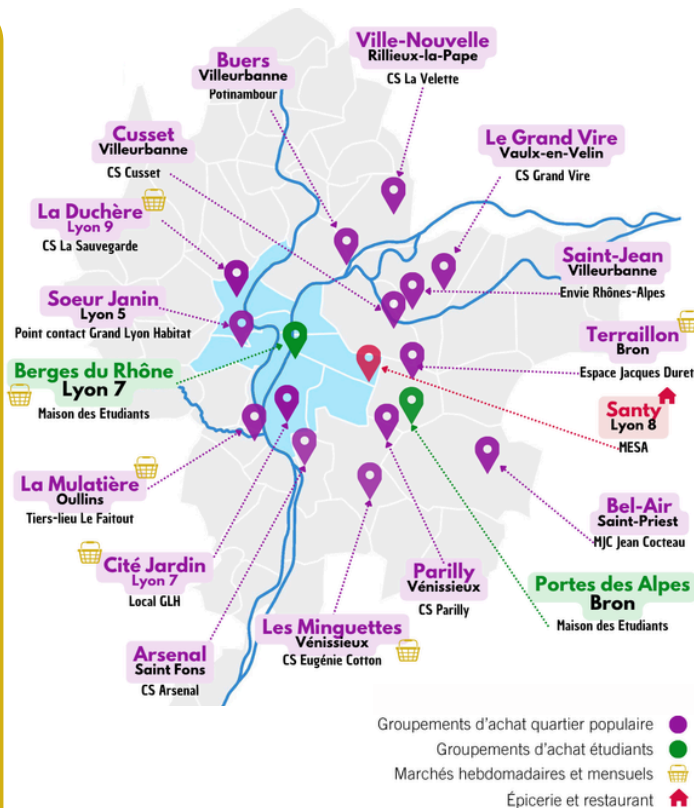 Ville-Nouvelle
Rillieux-la-Pape
CS La Velette
Buers
Villeurbanne
Potinambour
Cusset
Villeurbanne
CS Cusset
Le Grand Vire
Vaulx-en-Velin
CS Grand Vire
La Duchère
Lyon 9
CS La Sauvegarde
Saint-Jean
Villeurbanne
Envie Rhônes-Alpes
Soeur Janin
Lyon 5
Point contact Grand Lyon Habitat
Terraillon
Bron
Espace Jacques Duret
Berges du Rhône
Lyon 7
Maison des Etudiants
Santy
Lyon 8
MESA
La Mulatière
Oullins
Tiers-lieu Le Faitout
Bel-Air
Saint-Priest
MJC Jean Cocteau
Cité Jardin
Lyon 7
Local GLH
Parilly
Vénissieux
CS Parilly
Portes des Alpes
Bron
Maison des Etudiants
Les Minguettes
Vénissieux
CS Eugénie Cotton
Arsenal
Saint Fons
CS Arsenal
Groupements d'achat quartier populaire
Groupements d'achat étudiants
Marchés hebdomadaires et mensuels
Épicerie et restaurant